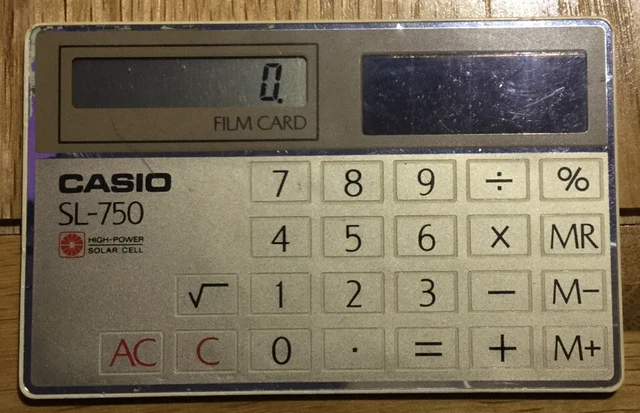 0.
FILM CARD
CASIO
7 8 9 ÷ %
SL-750
HIGH-POWER
SOLAR CELL
4 5 6 × MR
√ 1 2 3 − M−
AC C 0 · = + M+